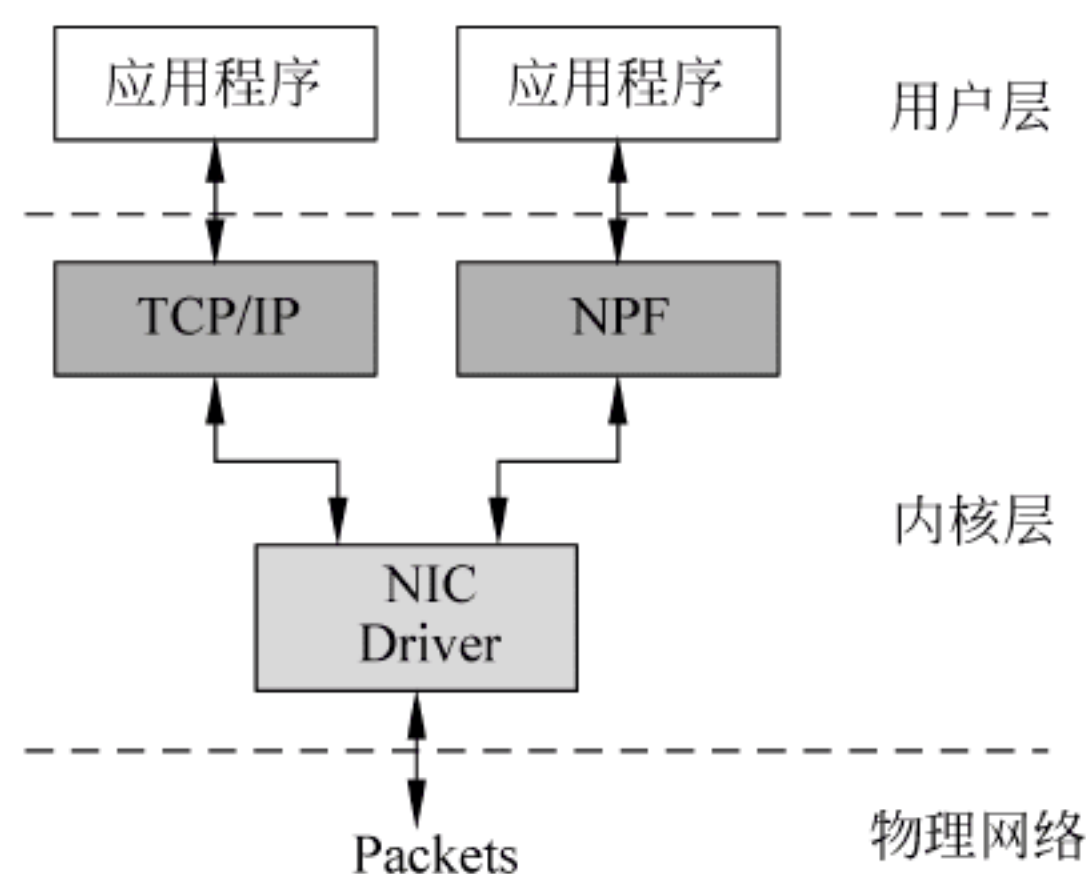 应用程序
应用程序
用户层
TCP/IP
NPF
内核层
NIC
Driver
Packets
物理网络